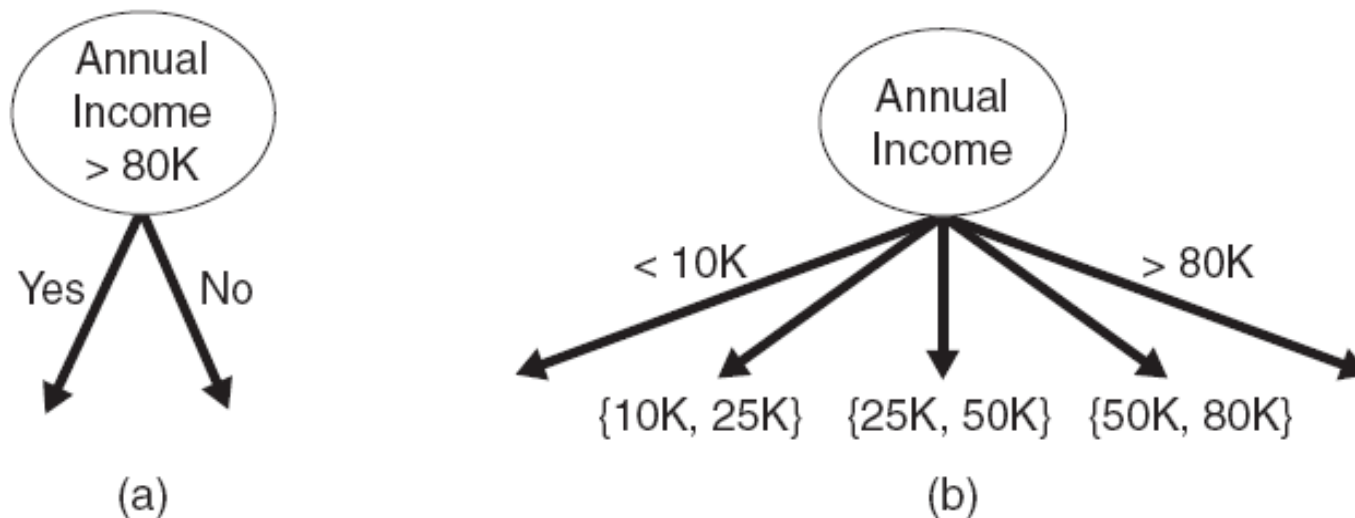 Annual
Income
> 80K
Yes
No
(a)
Annual
Income
< 10K
> 80K
{10K, 25K}
{25K, 50K}
{50K, 80K}
(b)